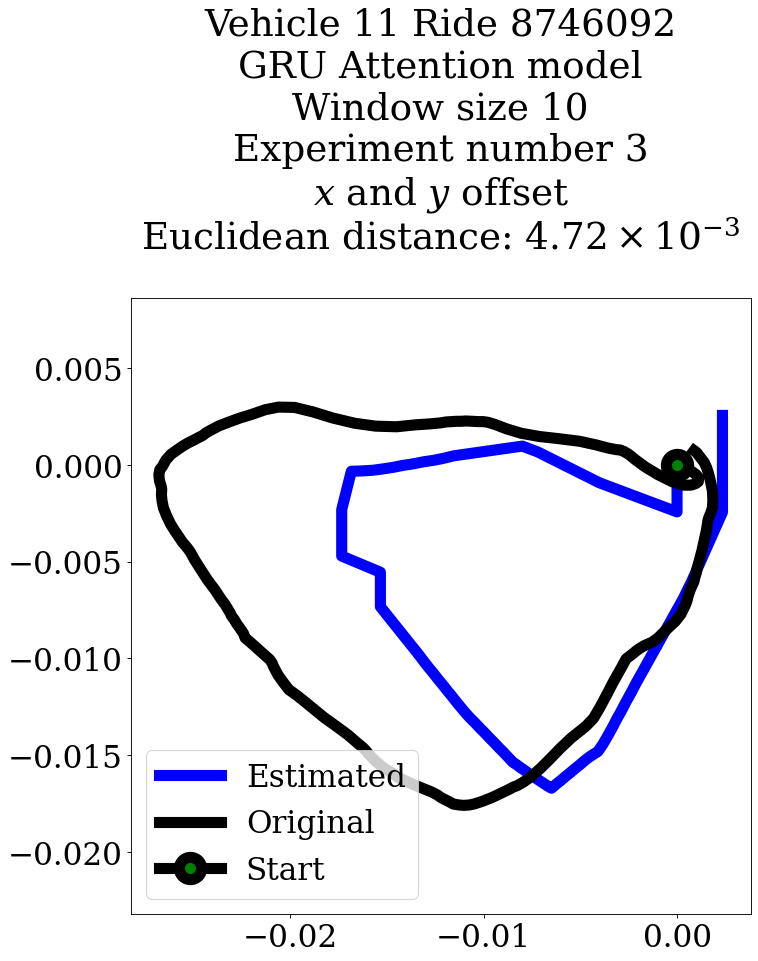 Vehicle 11 Ride 8746092
GRU Attention model
Window size 10
Experiment number 3
x and y offset
Euclidean distance: 4.72 × 10⁻³
0.005
0.000
−0.005
−0.010
−0.015
−0.020
Estimated
Original
Start
−0.02
−0.01
0.00